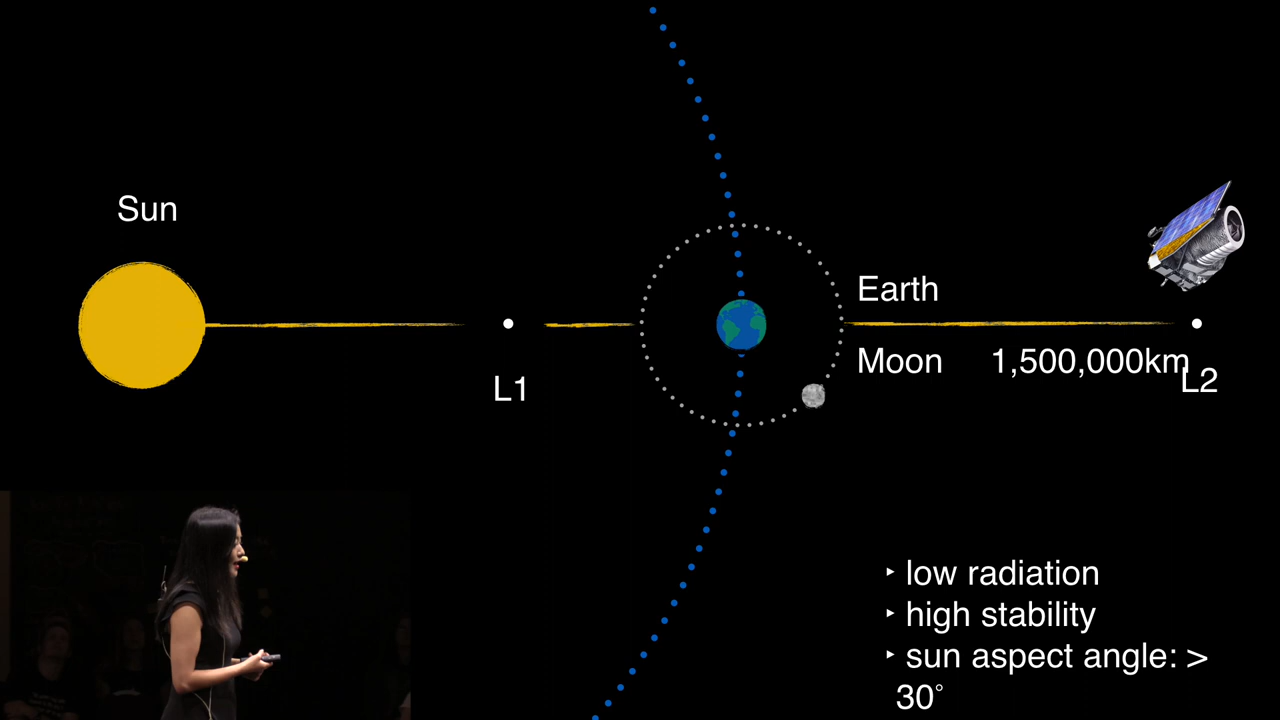 Sun
Earth
Moon
1,500,000km
L1
L2
‣ low radiation
‣ high stability
‣ sun aspect angle: >
30°